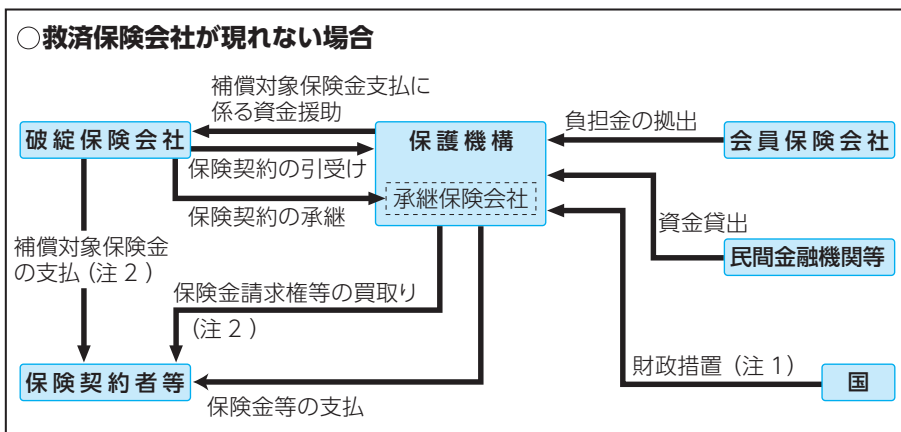 ○救済保険会社が現れない場合
補償対象保険金支払に
係る資金援助
破綻保険会社
保護機構
負担金の拠出
会員保険会社
保険契約の引受け
承継保険会社
保険契約の承継
資金貸出
民間金融機関等
補償対象保険金
の支払(注2)
保険金請求権等の買取り
(注2)
財政措置(注1)
国
保険契約者等
保険金等の支払